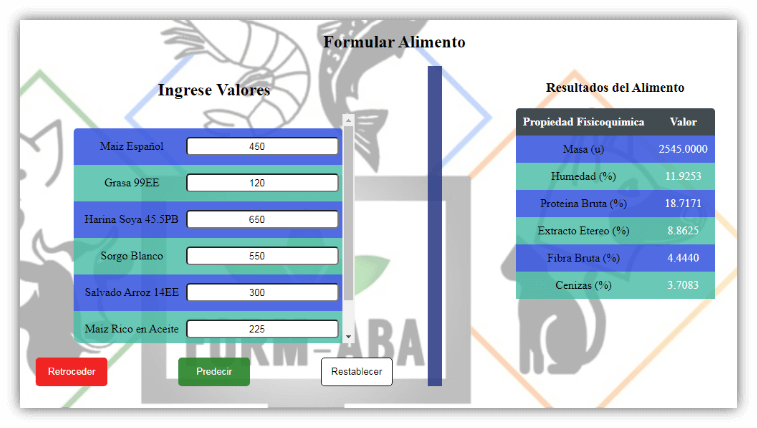 Formular Alimento
Ingrese Valores
Maiz Español 450
Grasa 99EE 120
Harina Soya 45.5PB 650
Sorgo Blanco 550
Salvado Arroz 14EE 300
Maiz Rico en Aceite 225
FORM-ABA
Retroceder Predecir Restablecer
Resultados del Alimento
Propiedad Fisicoquimica Valor
Masa (u) 2545.0000
Humedad (%) 11.9253
Proteina Bruta (%) 18.7171
Extracto Etereo (%) 8.8625
Fibra Bruta (%) 4.4440
Cenizas (%) 3.7083